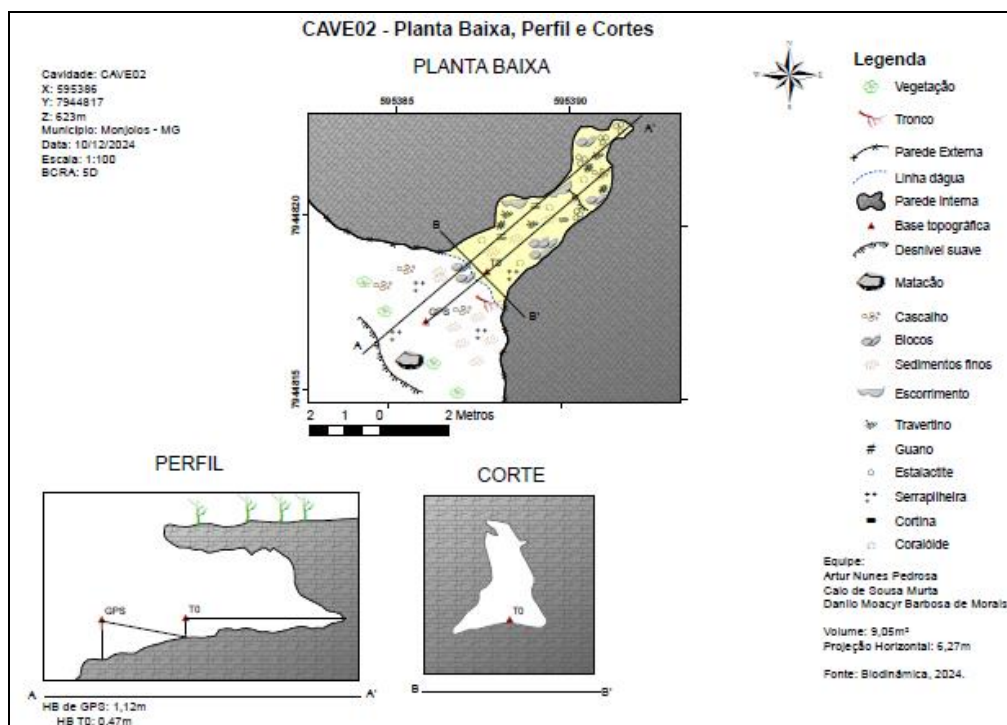 CAVE02 - Planta Baixa, Perfil e Cortes
Cavidade: CAVE02
X: 595386
Y: 7944817
Z: 623m
Município: Monjolos - MG
Data: 10/12/2024
Escala: 1:100
BCRA: 5D
PLANTA BAIXA
595385
595390
7944820
7944815
A'
B
T0
GPS
B'
A
2 1 0 2 Metros
N
Legenda
Vegetação
Tronco
Parede Externa
Linha dágua
Parede Interna
Base topográfica
Desnível suave
Matacão
Cascalho
Blocos
Sedimentos finos
Escorrimento
Travertino
Guano
Estalactite
Serrapilheira
Cortina
Coralóide
PERFIL
GPS
T0
A A'
HB de GPS: 1,12m
HB T0: 0,47m
CORTE
T0
B B'
Equipe:
Artur Nunes Pedrosa
Caio de Sousa Murta
Danilo Moacyr Barbosa de Morais
Volume: 9,05m³
Projeção Horizontal: 6,27m
Fonte: Biodinâmica, 2024.